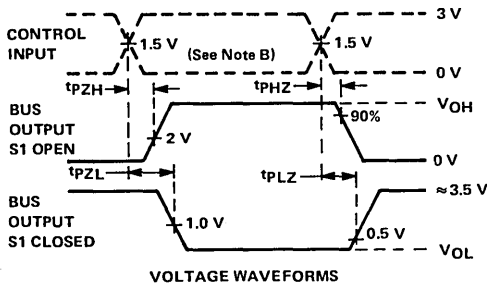 3 V
CONTROL
INPUT
1.5 V
(See Note B)
1.5 V
0 V
tPZH
tPHZ
VOH
BUS
OUTPUT
S1 OPEN
2 V
90%
0 V
tPZL
tPLZ
≈3.5 V
BUS
OUTPUT
S1 CLOSED
1.0 V
0.5 V
VOL
VOLTAGE WAVEFORMS